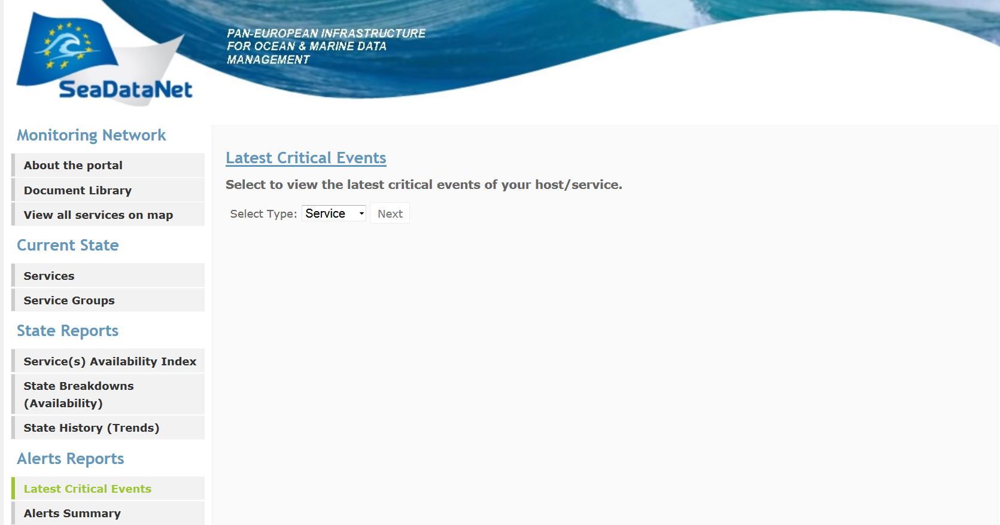 PAN-EUROPEAN INFRASTRUCTURE
FOR OCEAN & MARINE DATA
MANAGEMENT
SeaDataNet
Monitoring Network
About the portal
Document Library
View all services on map
Current State
Services
Service Groups
State Reports
Service(s) Availability Index
State Breakdowns
(Availability)
State History (Trends)
Alerts Reports
Latest Critical Events
Alerts Summary
Latest Critical Events
Select to view the latest critical events of your host/service.
Select Type: Service Next